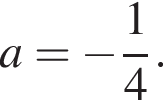 a = −1/4.